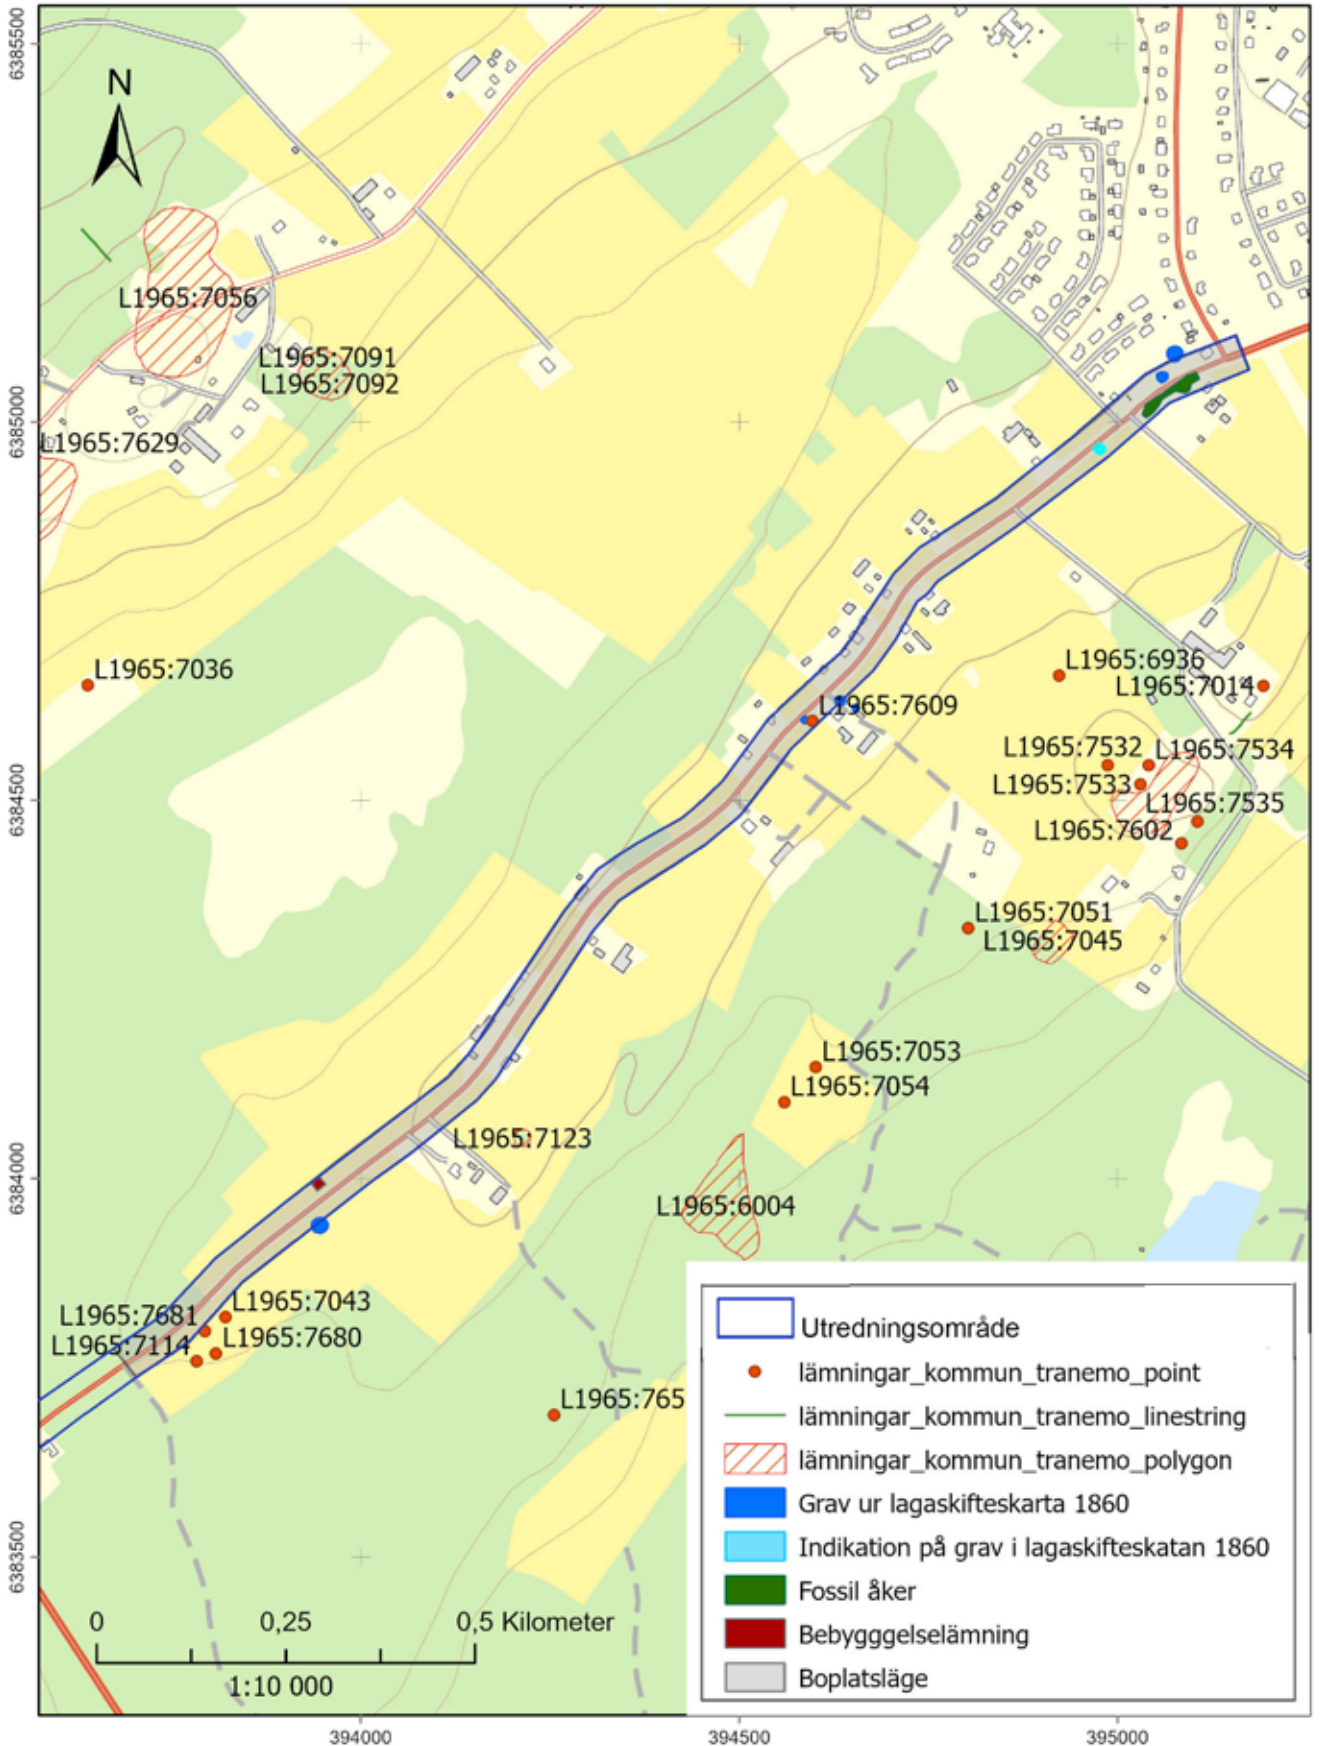 N
L1965:7056
L1965:7091
L1965:7092
L1965:7629
L1965:7036
L1965:6936
L1965:7014
L1965:7609
L1965:7532
L1965:7534
L1965:7533
L1965:7535
L1965:7602
L1965:7051
L1965:7045
L1965:7053
L1965:7054
L1965:7123
L1965:6004
L1965:7043
L1965:7681
L1965:7680
L1965:7114
L1965:765
6385500
6385000
6384500
6384000
6383500
Utredningsområde
lämningar_kommun_tranemo_point
lämningar_kommun_tranemo_linestring
lämningar_kommun_tranemo_polygon
Grav ur lagaskifteskarta 1860
Indikation på grav i lagaskifteskatan 1860
Fossil åker
Bebygggelselämning
Boplatsläge
0 0,25 0,5 Kilometer
1:10 000
394000 394500 395000